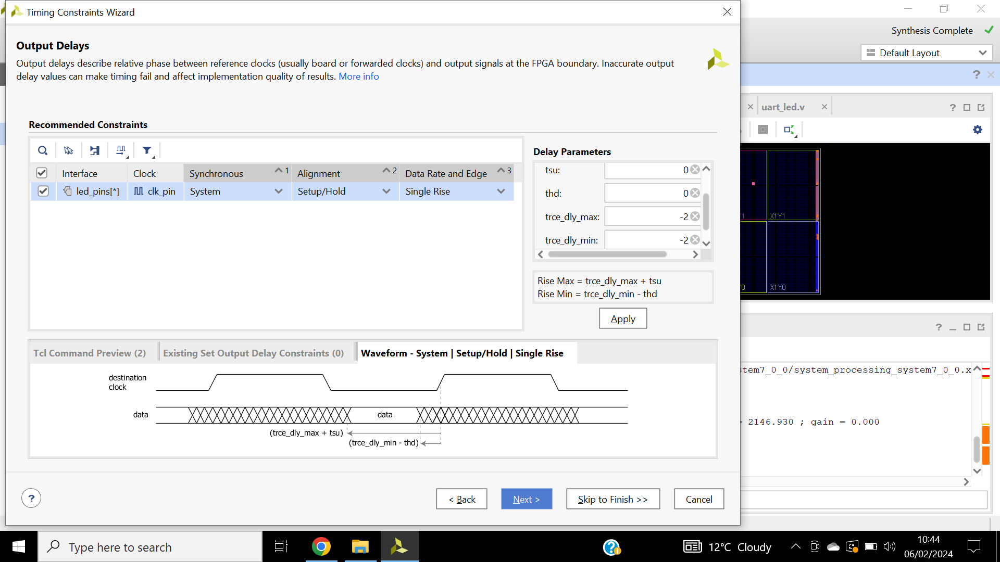 Timing Constraints Wizard
Synthesis Complete
Default Layout
Output Delays
Output delays describe relative phase between reference clocks (usually board or forwarded clocks) and output signals at the FPGA boundary. Inaccurate output
delay values can make timing fail and affect implementation quality of results. More info
uart_led.v
Recommended Constraints
Delay Parameters
Interface Clock Synchronous 1 Alignment 2 Data Rate and Edge 3
led_pins[*] clk_pin System Setup/Hold Single Rise
tsu: 0
thd: 0
trce_dly_max: -2
trce_dly_min: -2
Rise Max = trce_dly_max + tsu
Rise Min = trce_dly_min - thd
Apply
X1Y1
X1Y0
Tcl Command Preview (2) Existing Set Output Delay Constraints (0) Waveform - System | Setup/Hold | Single Rise
destination
clock
data data
(trce_dly_max + tsu)
(trce_dly_min - thd)
stem7_0_0/system_processing_system7_0_0.x
= 2146.930 ; gain = 0.000
? < Back Next > Skip to Finish >> Cancel
Type here to search
12°C Cloudy
10:44
06/02/2024